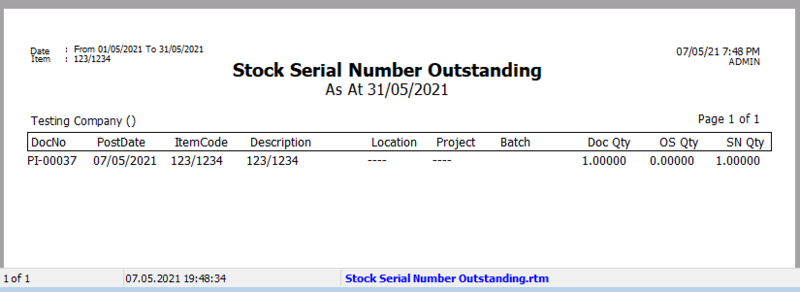 Date : From 01/05/2021 To 31/05/2021
07/05/21 7:48 PM
Item : 123/1234
ADMIN
Stock Serial Number Outstanding
As At 31/05/2021
Testing Company ()
Page 1 of 1
DocNo PostDate ItemCode Description Location Project Batch Doc Qty OS Qty SN Qty
PI-00037 07/05/2021 123/1234 123/1234 ---- ---- 1.00000 0.00000 1.00000
1 of 1 07.05.2021 19:48:34 Stock Serial Number Outstanding.rtm